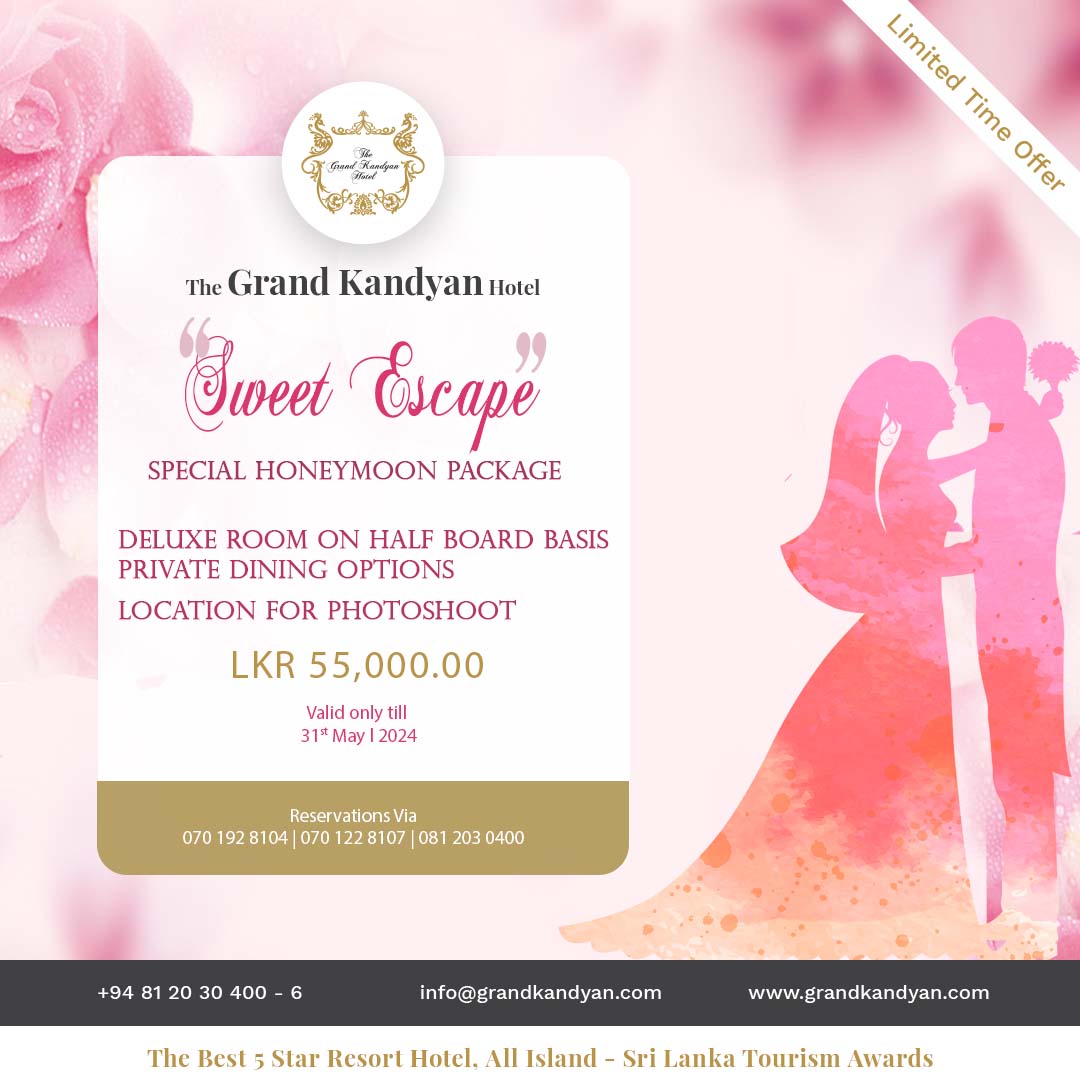 Limited Time Offer
The
Grand Kandyan
Hotel
The Grand Kandyan Hotel
“Sweet Escape”
SPECIAL HONEYMOON PACKAGE
DELUXE ROOM ON HALF BOARD BASIS
PRIVATE DINING OPTIONS
LOCATION FOR PHOTOSHOOT
LKR 55,000.00
Valid only till
31st May | 2024
Reservations Via
070 192 8104 | 070 122 8107 | 081 203 0400
+94 81 20 30 400 - 6 info@grandkandyan.com www.grandkandyan.com
The Best 5 Star Resort Hotel, All Island - Sri Lanka Tourism Awards